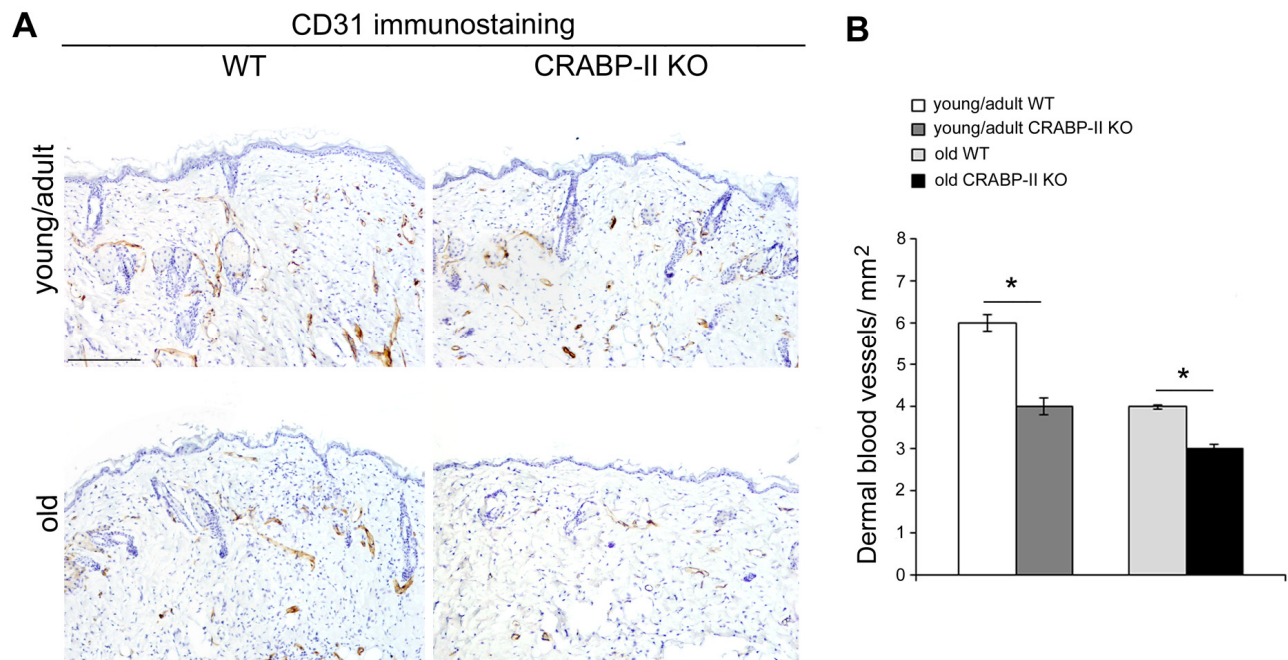 A
CD31 immunostaining
WT
CRABP-II KO
young/adult
old
B
young/adult WT
young/adult CRABP-II KO
old WT
old CRABP-II KO
Dermal blood vessels/ mm2
8
7
6
5
4
3
2
1
0
*
*